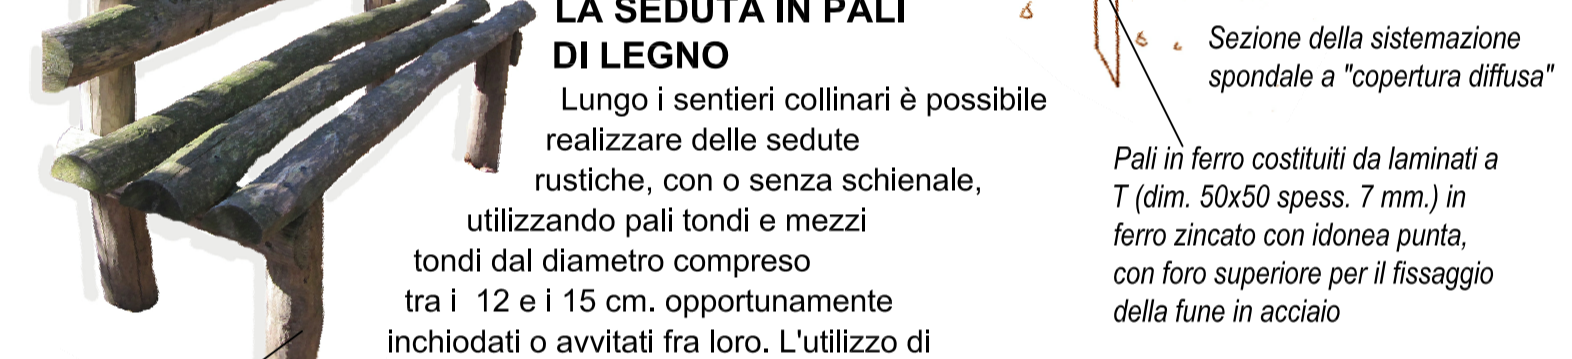 LA SEDUTA IN PALI
DI LEGNO
Lungo i sentieri collinari è possibile
realizzare delle sedute
rustiche, con o senza schienale,
utilizzando pali tondi e mezzi
tondi dal diametro compreso
tra i 12 e i 15 cm. opportunamente
inchiodati o avvitati fra loro. L'utilizzo di
Sezione della sistemazione
spondale a "copertura diffusa"
Pali in ferro costituiti da laminati a
T (dim. 50x50 spess. 7 mm.) in
ferro zincato con idonea punta,
con foro superiore per il fissaggio
della fune in acciaio